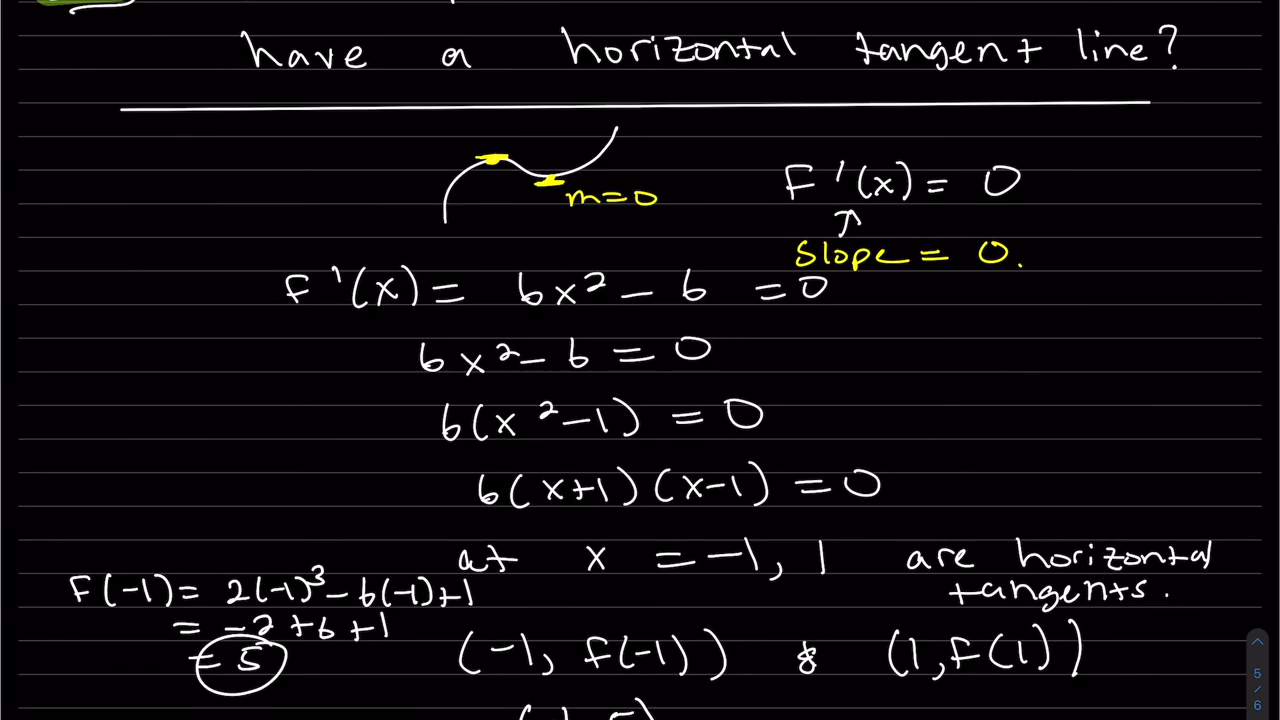 have a horizontal tangent line?
m=0
F'(x) = 0
slope = 0.
F'(x) = 6x² - 6 = 0
6x² - 6 = 0
6(x² - 1) = 0
6(x+1)(x-1) = 0
at x = -1, 1 are horizontal
tangents.
F(-1) = 2(-1)³ - 6(-1) + 1
= -2 + 6 + 1
= 5
(-1, f(-1)) & (1, f(1))
5
/
6